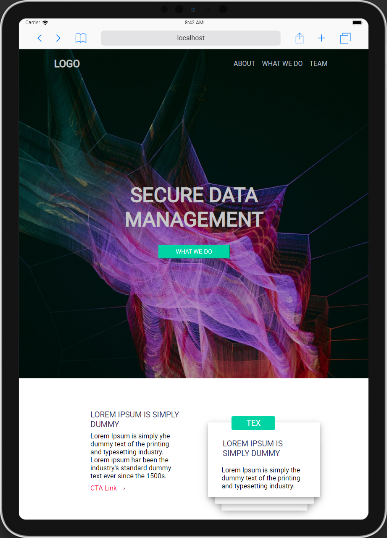 Carrier
8:42 AM
localhost
LOGO
ABOUT WHAT WE DO TEAM
SECURE DATA
MANAGEMENT
WHAT WE DO
LOREM IPSUM IS SIMPLY
DUMMY
Lorem Ipsum is simply yhe
dummy text of the printing
and typesetting industry.
Lorem Ipsum har been the
industry's standard dummy
text ever since the 1500s.
CTA Link →
TEX
LOREM IPSUM IS
SIMPLY DUMMY
Lorem Ipsum is simply the
dummy text of the printing
and typesetting industry.